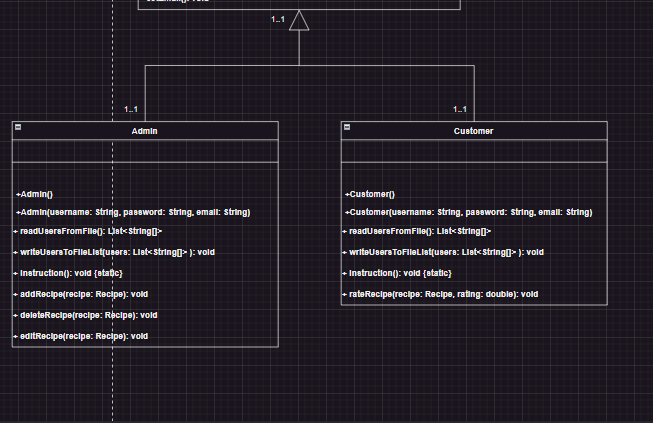 1..1
1..1
1..1
Admin
+Admin()
+Admin(username: String, password: String, email: String)
+ readUsersFromFile(): List<String[]>
+ writeUsersToFileList(users: List<String[]> ): void
+ instruction(): void {static}
+ addRecipe(recipe: Recipe): void
+ deleteRecipe(recipe: Recipe): void
+ editRecipe(recipe: Recipe): void
Customer
+Customer()
+Customer(username: String, password: String, email: String)
+ readUsersFromFile(): List<String[]>
+ writeUsersToFileList(users: List<String[]> ): void
+ instruction(): void {static}
+ rateRecipe(recipe: Recipe, rating: double): void